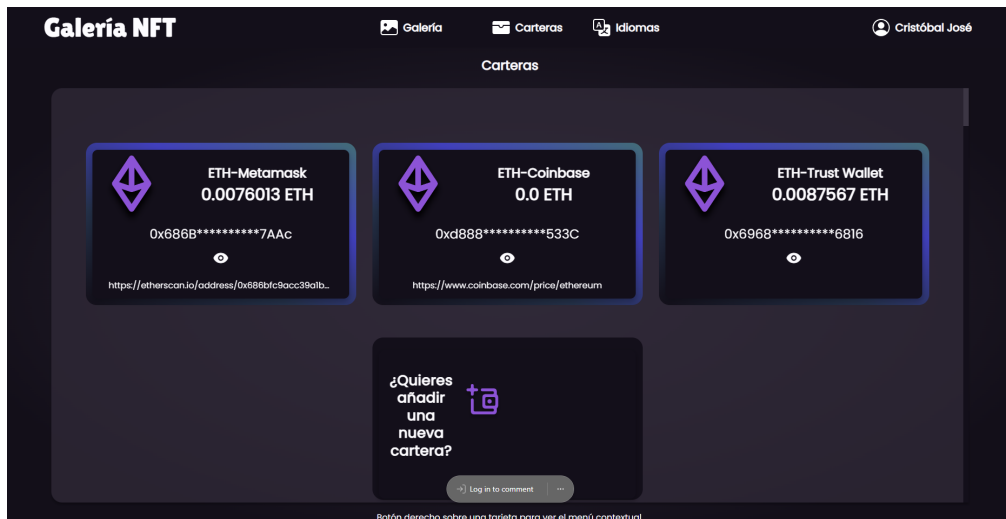 Galería NFT
Galería
Carteras
Idiomas
Cristóbal José
Carteras
ETH-Metamask
0.0076013 ETH
0x686B**********7AAc
https://etherscan.io/address/0x686bfc9acc39a1b...
ETH-Coinbase
0.0 ETH
0xd888**********533C
https://www.coinbase.com/price/ethereum
ETH-Trust Wallet
0.0087567 ETH
0x6968**********6816
¿Quieres
añadir
una
nueva
cartera?
Log in to comment
Botón derecho sobre una tarjeta para ver el menú contextual